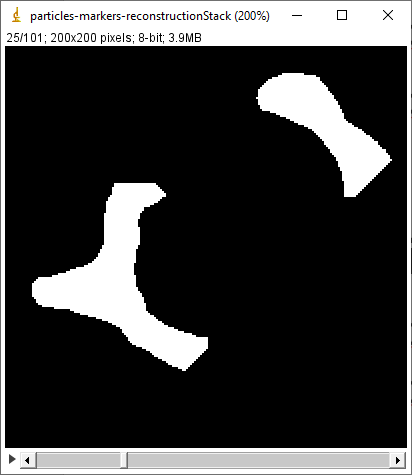 particles-markers-reconstructionStack (200%)
25/101; 200x200 pixels; 8-bit; 3.9MB